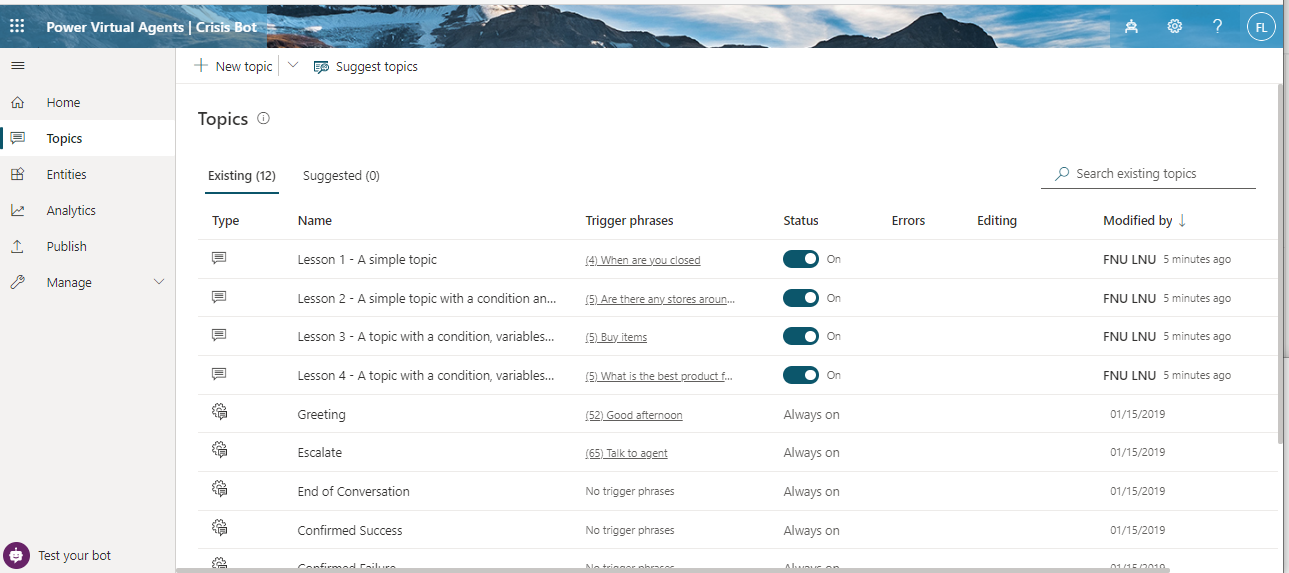 Power Virtual Agents | Crisis Bot
?
FL
New topic
Suggest topics
Home
Topics
Entities
Analytics
Publish
Manage
Test your bot
Topics
Existing (12) Suggested (0) Search existing topics
Type Name Trigger phrases Status Errors Editing Modified by ↓
Lesson 1 - A simple topic (4) When are you closed On FNU LNU 5 minutes ago
Lesson 2 - A simple topic with a condition an... (5) Are there any stores aroun... On FNU LNU 5 minutes ago
Lesson 3 - A topic with a condition, variables... (5) Buy items On FNU LNU 5 minutes ago
Lesson 4 - A topic with a condition, variables... (5) What is the best product f... On FNU LNU 5 minutes ago
Greeting (52) Good afternoon Always on 01/15/2019
Escalate (65) Talk to agent Always on 01/15/2019
End of Conversation No trigger phrases Always on 01/15/2019
Confirmed Success No trigger phrases Always on 01/15/2019
Confirmed Failure No trigger phrases Always on 01/15/2019